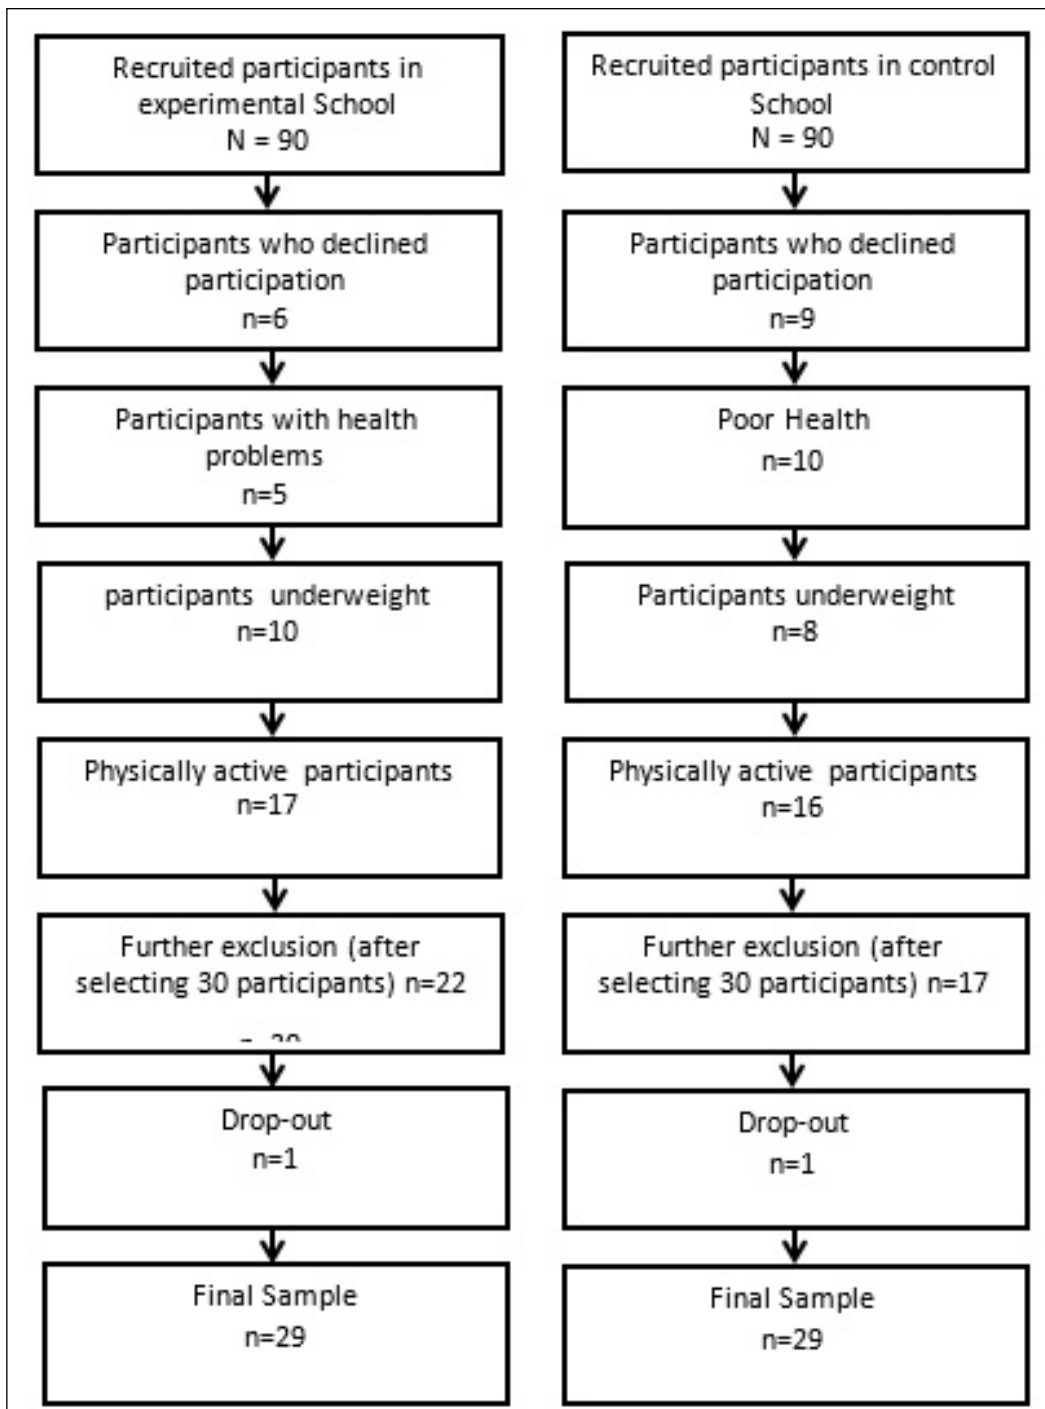 Recruited participants in
experimental School
N = 90
Participants who declined
participation
n=6
Participants with health
problems
n=5
participants underweight
n=10
Physically active participants
n=17
Further exclusion (after
selecting 30 participants) n=22
Drop-out
n=1
Final Sample
n=29
Recruited participants in control
School
N = 90
Participants who declined
participation
n=9
Poor Health
n=10
Participants underweight
n=8
Physically active participants
n=16
Further exclusion (after
selecting 30 participants) n=17
Drop-out
n=1
Final Sample
n=29